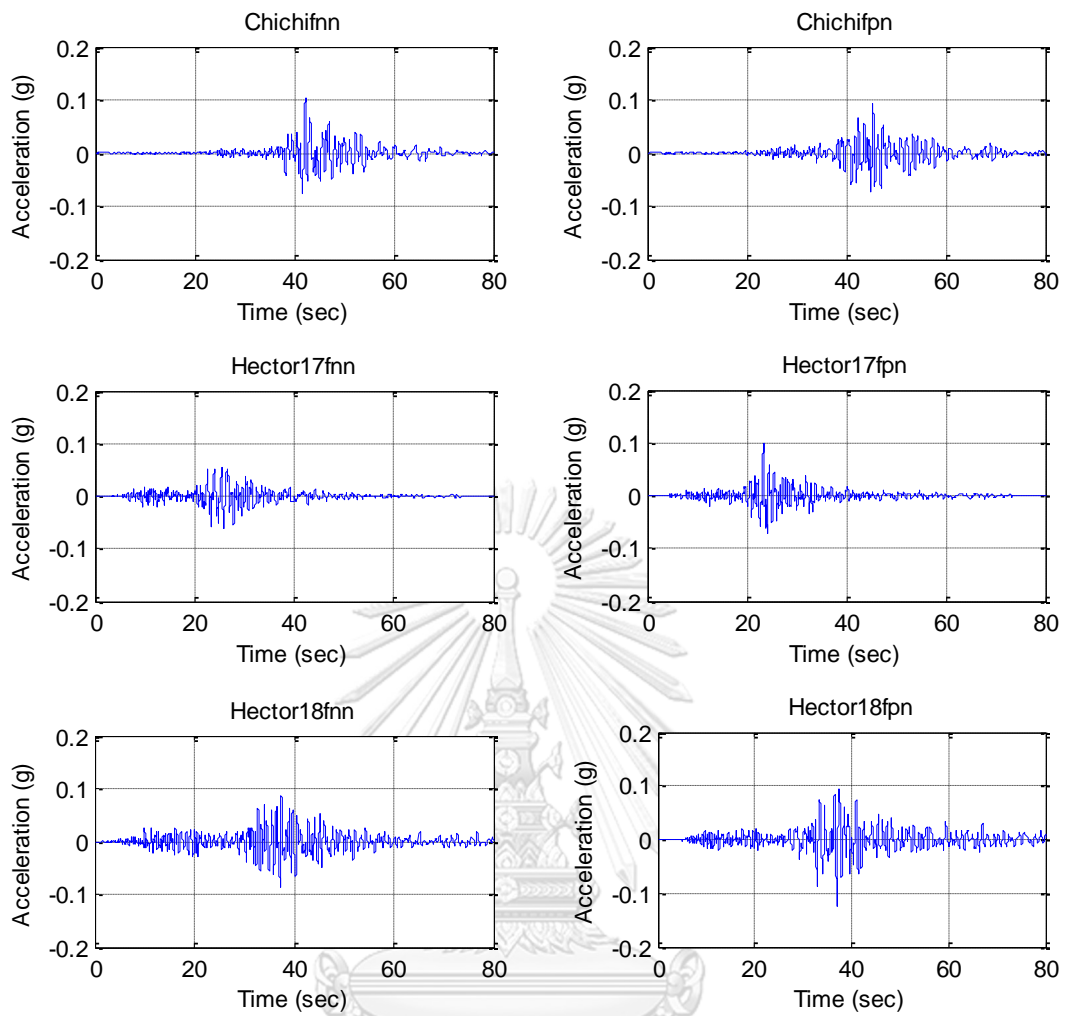 Chichifnn
Acceleration (g)
0.2
0.1
0
-0.1
-0.2
0 20 40 60 80
Time (sec)
Chichifpn
Acceleration (g)
0.2
0.1
0
-0.1
-0.2
0 20 40 60 80
Time (sec)
Hector17fnn
Acceleration (g)
0.2
0.1
0
-0.1
-0.2
0 20 40 60 80
Time (sec)
Hector17fpn
Acceleration (g)
0.2
0.1
0
-0.1
-0.2
0 20 40 60 80
Time (sec)
Hector18fnn
Acceleration (g)
0.2
0.1
0
-0.1
-0.2
0 20 40 60 80
Time (sec)
Hector18fpn
Acceleration (g)
0.2
0.1
0
-0.1
-0.2
0 20 40 60 80
Time (sec)